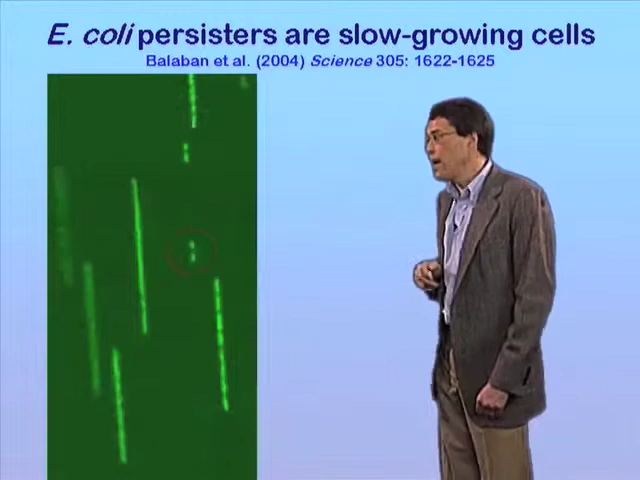 E. coli persisters are slow-growing cells
Balaban et al. (2004) Science 305: 1622-1625